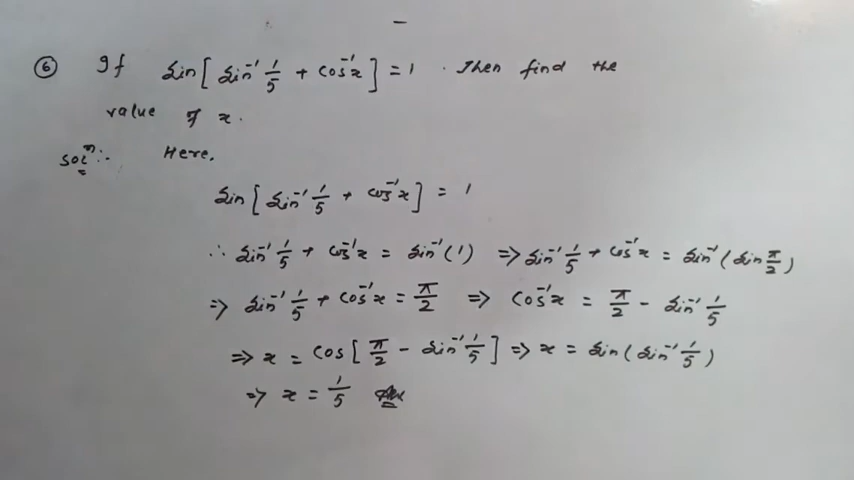 ⑥ If sin[sin⁻¹ 1/5 + cos⁻¹x] = 1. Then find the
value of x.
Solⁿ:- Here,
sin[sin⁻¹ 1/5 + cos⁻¹x] = 1
∴ sin⁻¹ 1/5 + cos⁻¹x = sin⁻¹(1) => sin⁻¹ 1/5 + cos⁻¹x = sin⁻¹(sin π/2)
=> sin⁻¹ 1/5 + cos⁻¹x = π/2 => cos⁻¹x = π/2 - sin⁻¹ 1/5
=> x = cos[π/2 - sin⁻¹ 1/5] => x = sin(sin⁻¹ 1/5)
=> x = 1/5